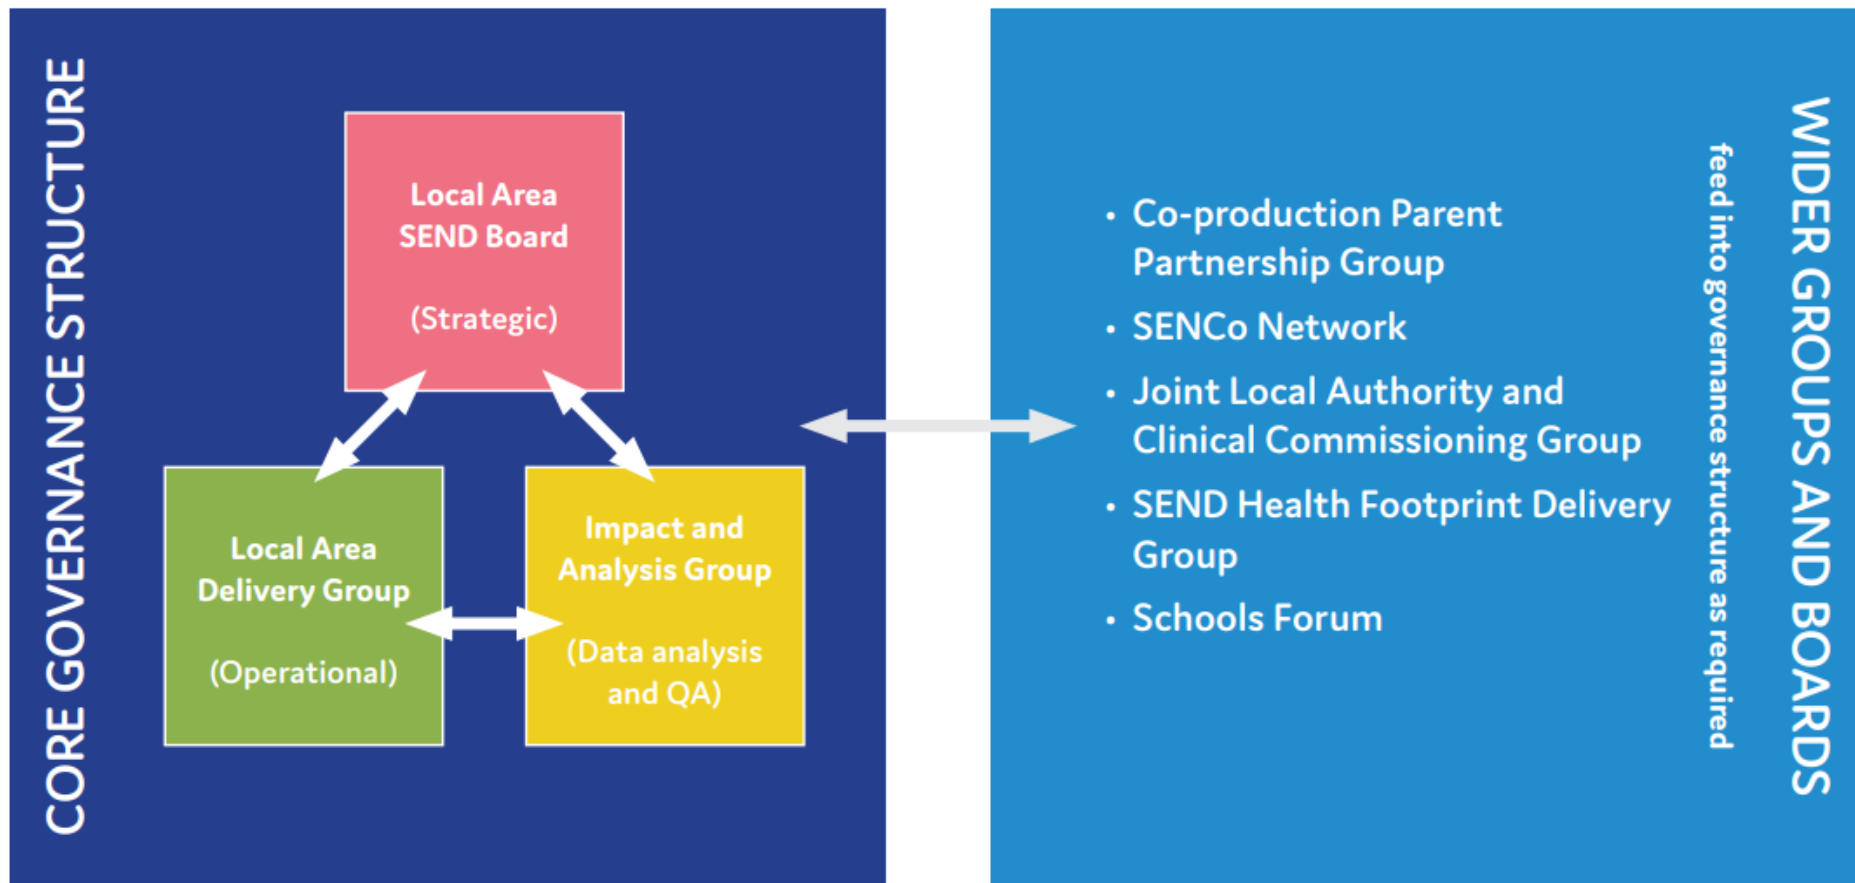 CORE GOVERNANCE STRUCTURE
Local Area
SEND Board
(Strategic)
Local Area
Delivery Group
(Operational)
Impact and
Analysis Group
(Data analysis
and QA)
• Co-production Parent
Partnership Group
• SENCo Network
• Joint Local Authority and
Clinical Commissioning Group
• SEND Health Footprint Delivery
Group
• Schools Forum
WIDER GROUPS AND BOARDS
feed into governance structure as required